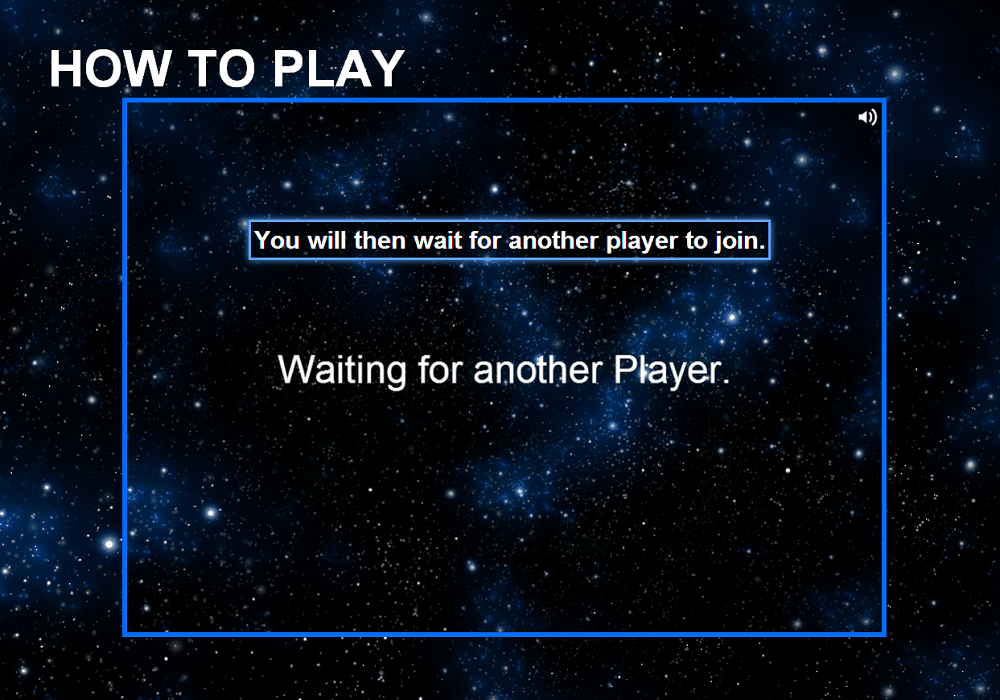 HOW TO PLAY
You will then wait for another player to join.
Waiting for another Player.